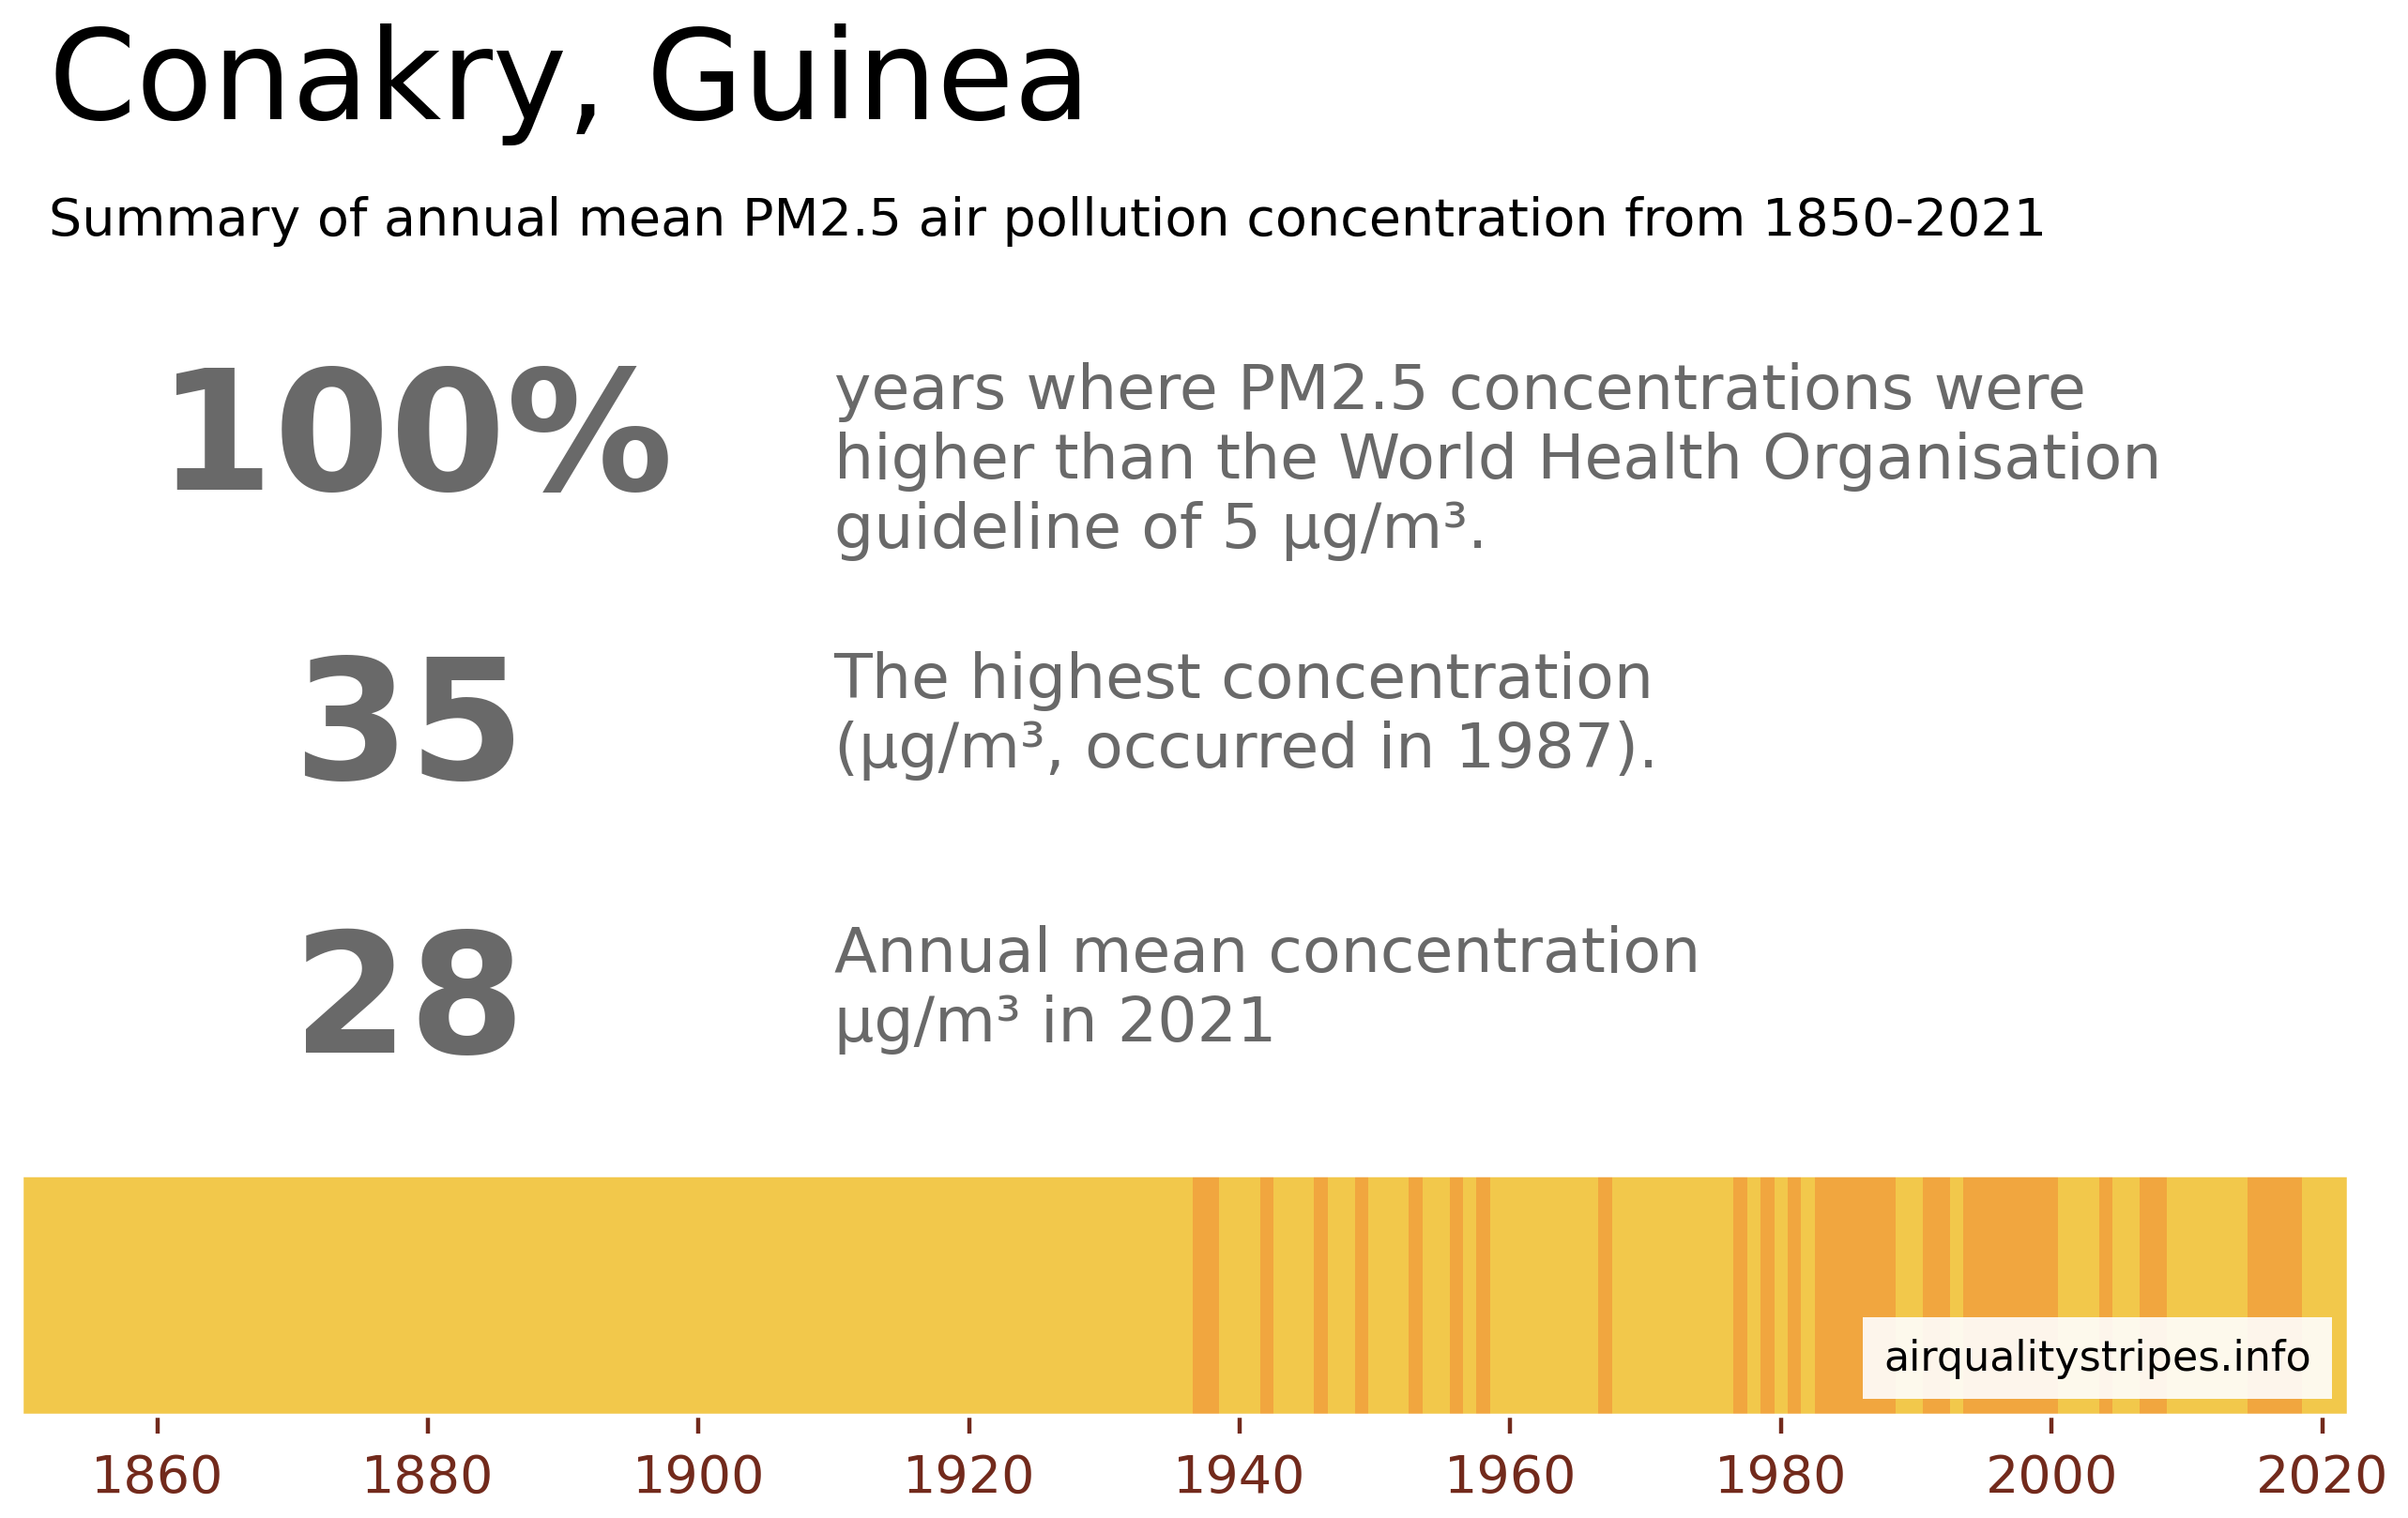 Conakry, Guinea
Summary of annual mean PM2.5 air pollution concentration from 1850-2021
100%
years where PM2.5 concentrations were
higher than the World Health Organisation
guideline of 5 µg/m³.
35
The highest concentration
(µg/m³, occurred in 1987).
28
Annual mean concentration
µg/m³ in 2021
airqualitystripes.info
1860 1880 1900 1920 1940 1960 1980 2000 2020